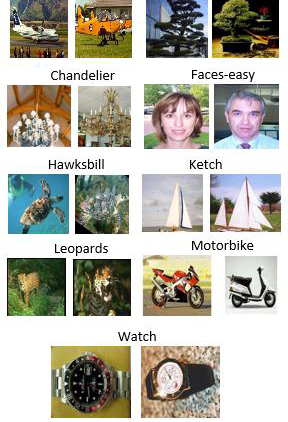 Chandelier
Faces-easy
Hawksbill
Ketch
Leopards
Motorbike
Watch